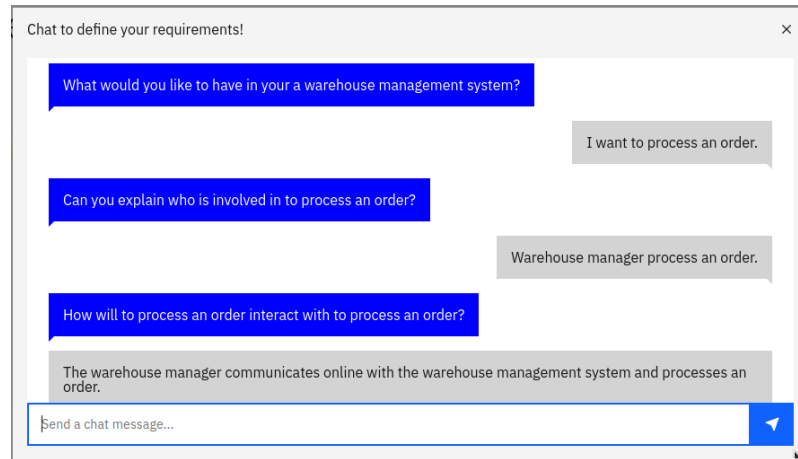 Chat to define your requirements!
What would you like to have in your a warehouse management system?
I want to process an order.
Can you explain who is involved in to process an order?
Warehouse manager process an order.
How will to process an order interact with to process an order?
The warehouse manager communicates online with the warehouse management system and processes an
order.
Send a chat message...